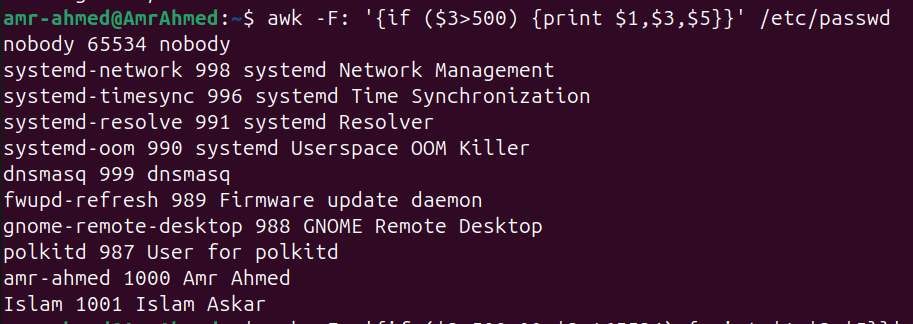 amr-ahmed@AmrAhmed:~$ awk -F: '{if ($3>500) {print $1,$3,$5}}' /etc/passwd
nobody 65534 nobody
systemd-network 998 systemd Network Management
systemd-timesync 996 systemd Time Synchronization
systemd-resolve 991 systemd Resolver
systemd-oom 990 systemd Userspace OOM Killer
dnsmasq 999 dnsmasq
fwupd-refresh 989 Firmware update daemon
gnome-remote-desktop 988 GNOME Remote Desktop
polkitd 987 User for polkitd
amr-ahmed 1000 Amr Ahmed
Islam 1001 Islam Askar